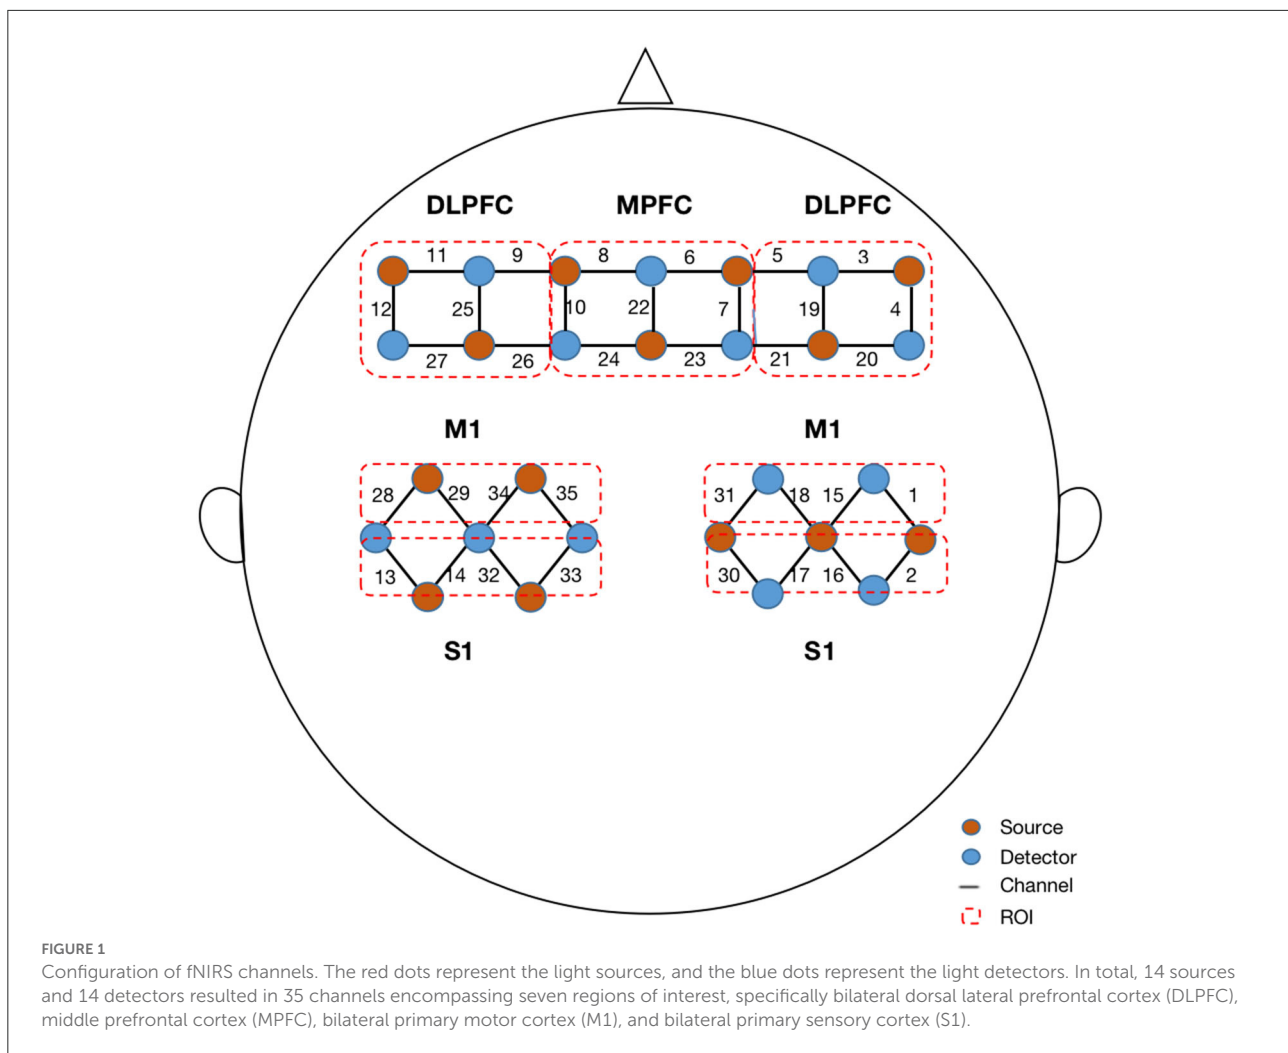 DLPFC MPFC DLPFC
11 9 8 6 5 3
12 25 10 22 7 19 4
27 26 24 23 21 20
M1 M1
28 29 34 35 31 18 15 1
13 14 32 33 30 17 16 2
S1 S1
Source
Detector
Channel
ROI
FIGURE 1
Configuration of fNIRS channels. The red dots represent the light sources, and the blue dots represent the light detectors. In total, 14 sources
and 14 detectors resulted in 35 channels encompassing seven regions of interest, specifically bilateral dorsal lateral prefrontal cortex (DLPFC),
middle prefrontal cortex (MPFC), bilateral primary motor cortex (M1), and bilateral primary sensory cortex (S1).